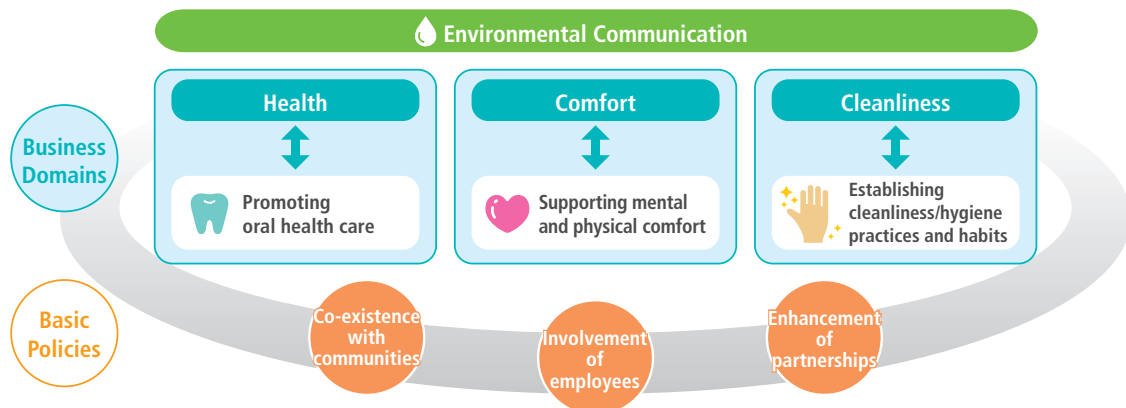 Environmental Communication
Business
Domains
Health
Promoting
oral health care
Comfort
Supporting mental
and physical comfort
Cleanliness
Establishing
cleanliness/hygiene
practices and habits
Basic
Policies
Co-existence
with
communities
Involvement
of
employees
Enhancement
of
partnerships